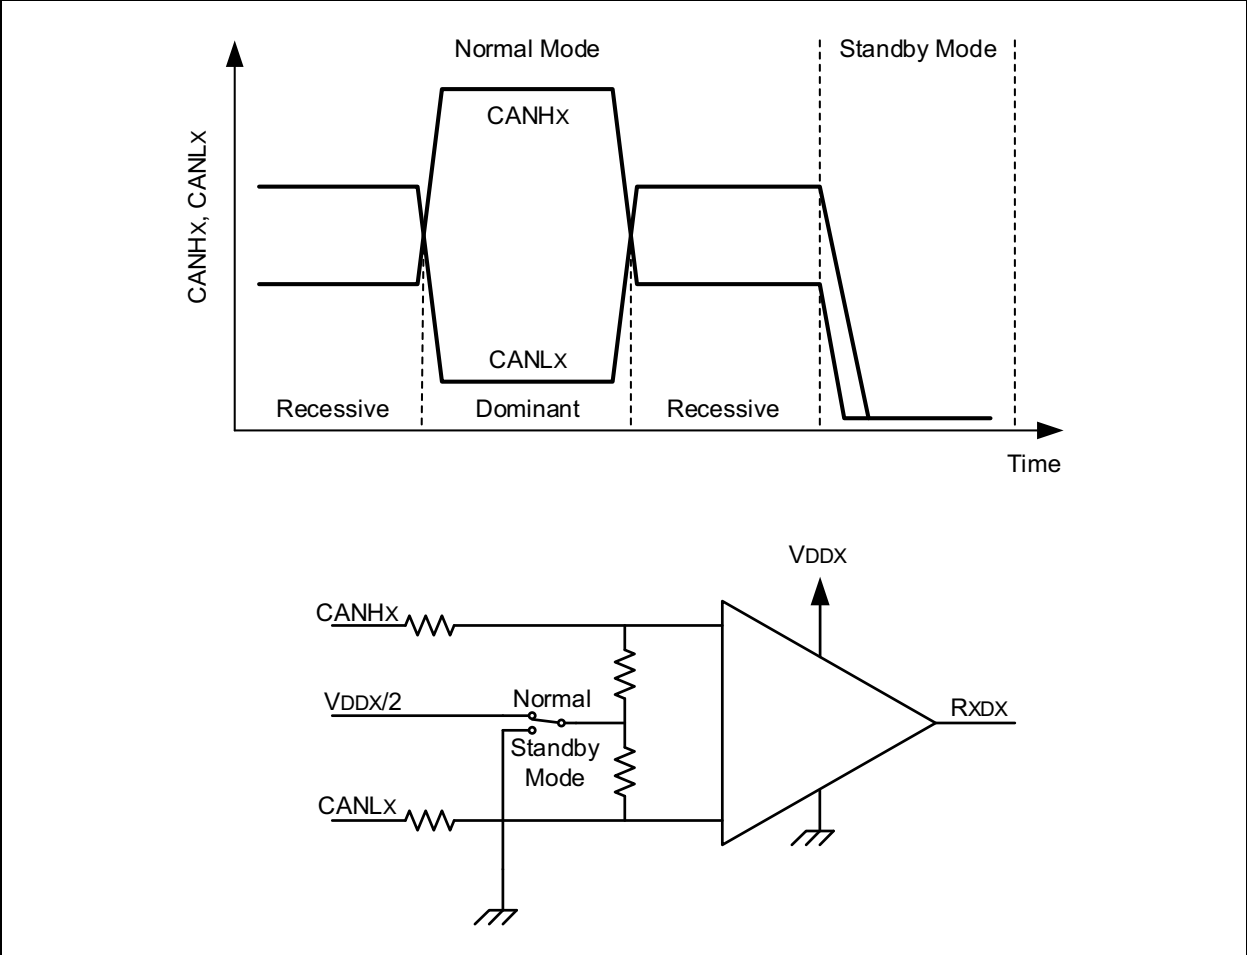 Normal Mode
Standby Mode
CANHX
CANHX, CANLX
CANLX
Recessive
Dominant
Recessive
Time
VDDX
CANHX
VDDX/2
Normal
RXDX
Standby
Mode
CANLX